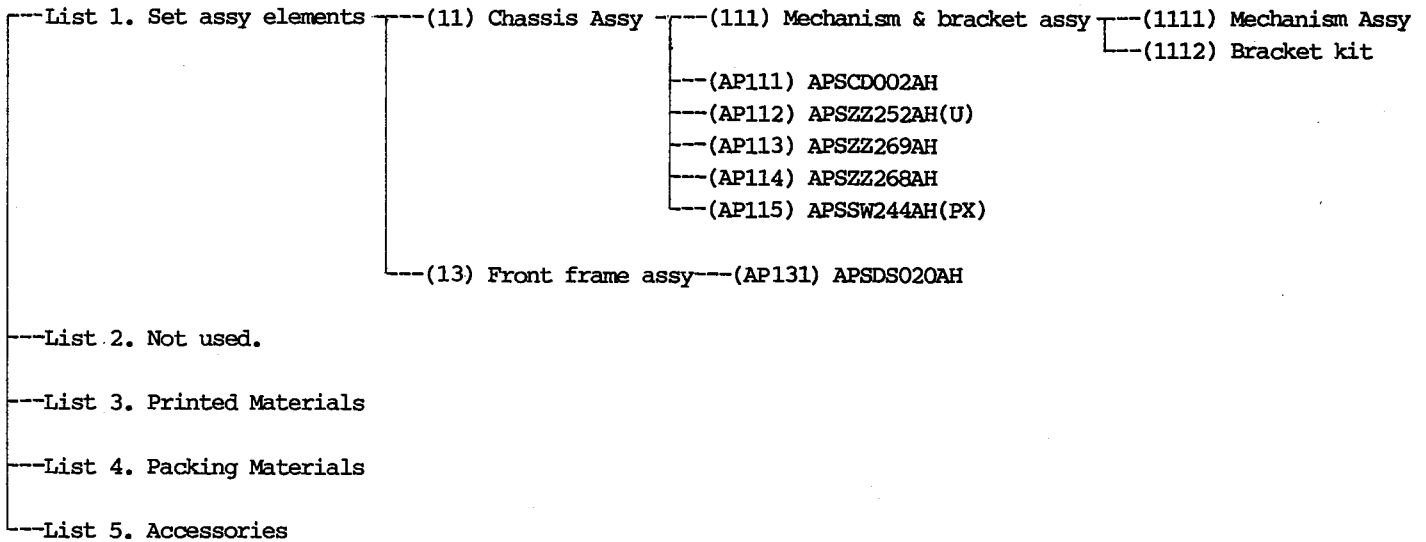 List 1. Set assy elements (11) Chassis Assy (111) Mechanism & bracket assy (1111) Mechanism Assy
(1112) Bracket kit
(AP111) APSCD002AH
(AP112) APSZZ252AH(U)
(AP113) APSZZ269AH
(AP114) APSZZ268AH
(AP115) APSSW244AH(PX)
(13) Front frame assy---(AP131) APSDS020AH
List 2. Not used.
List 3. Printed Materials
List 4. Packing Materials
List 5. Accessories